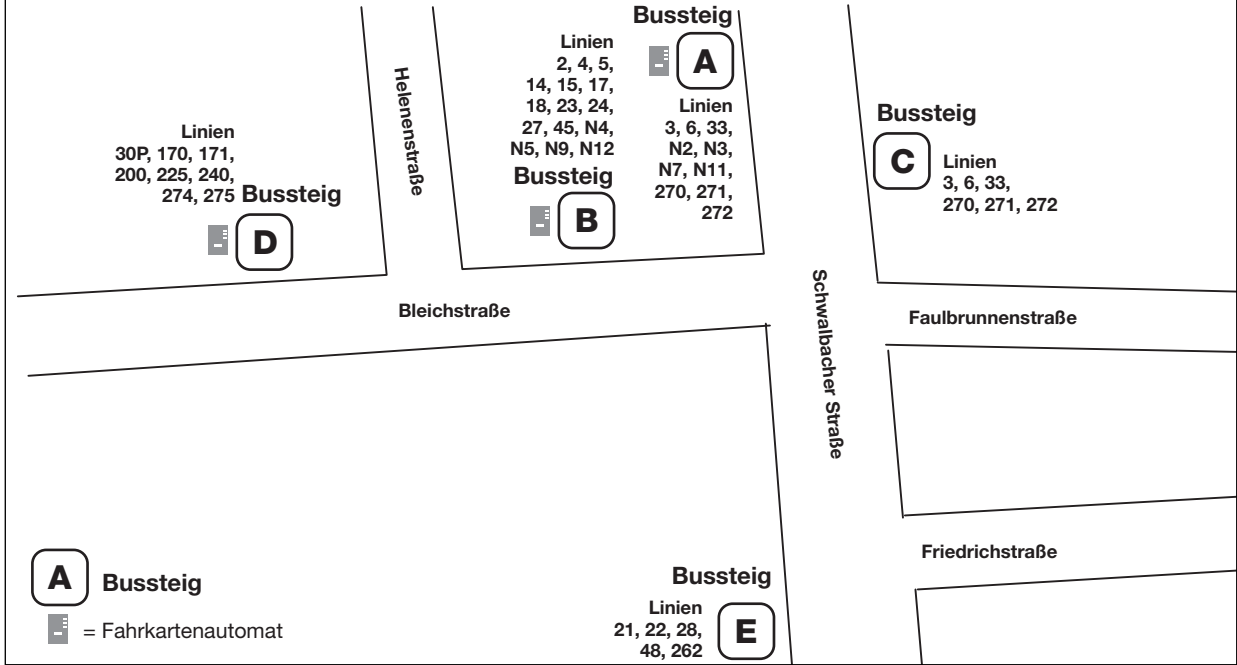 Bussteig
A
Linien
3, 6, 33,
N2, N3,
N7, N11,
270, 271,
272
Linien
2, 4, 5,
14, 15, 17,
18, 23, 24,
27, 45, N4,
N5, N9, N12
Bussteig
B
Bussteig
C
Linien
3, 6, 33,
270, 271, 272
Linien
30P, 170, 171,
200, 225, 240,
274, 275 Bussteig
D
Helenenstraße
Bleichstraße
Schwalbacher Straße
Faulbrunnenstraße
Friedrichstraße
Bussteig
Linien
21, 22, 28,
48, 262
E
A Bussteig
= Fahrkartenautomat